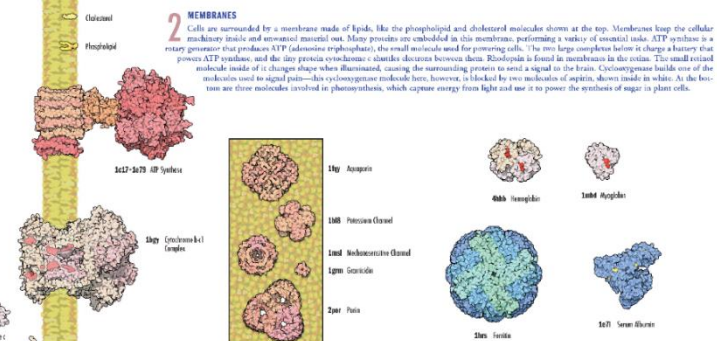 Cholesterol
Phospholipid
2 MEMBRANES
Cells are surrounded by a membrane made of lipids, like the phospholipid and cholesterol molecules shown at the top. Membranes keep the cellular
machinery inside and unwanted material out. Many proteins are embedded in this membrane, performing a variety of essential tasks. ATP synthase is a
rotary generator that produces ATP (adenosine triphosphate), the small molecule used for powering cells. The two large complexes below it charge a battery that
powers ATP synthase, and the tiny protein cytochrome c shuttles electrons between them. Rhodopsin is found in membranes in the retina. The small retinol
molecule inside of it changes shape when illuminated, causing the surrounding protein to send a signal to the brain. Cyclooxygenase builds one of the
molecules used to signal pain—this cyclooxygenase molecule here, however, is blocked by two molecules of aspirin, shown inside in white. At the bot-
tom are three molecules involved in photosynthesis, which capture energy from light and use it to power the synthesis of sugar in plant cells.
1c17-1e79 ATP Synthase
1fqy Aquaporin
4hhb Hemoglobin
1mbd Myoglobin
1bl8 Potassium Channel
1bgy Cytochrome b-c1
Complex
1msl Mechanosensitive Channel
1grm Gramicidin
2por Porin
1hrs Ferritin
1e7i Serum Albumin